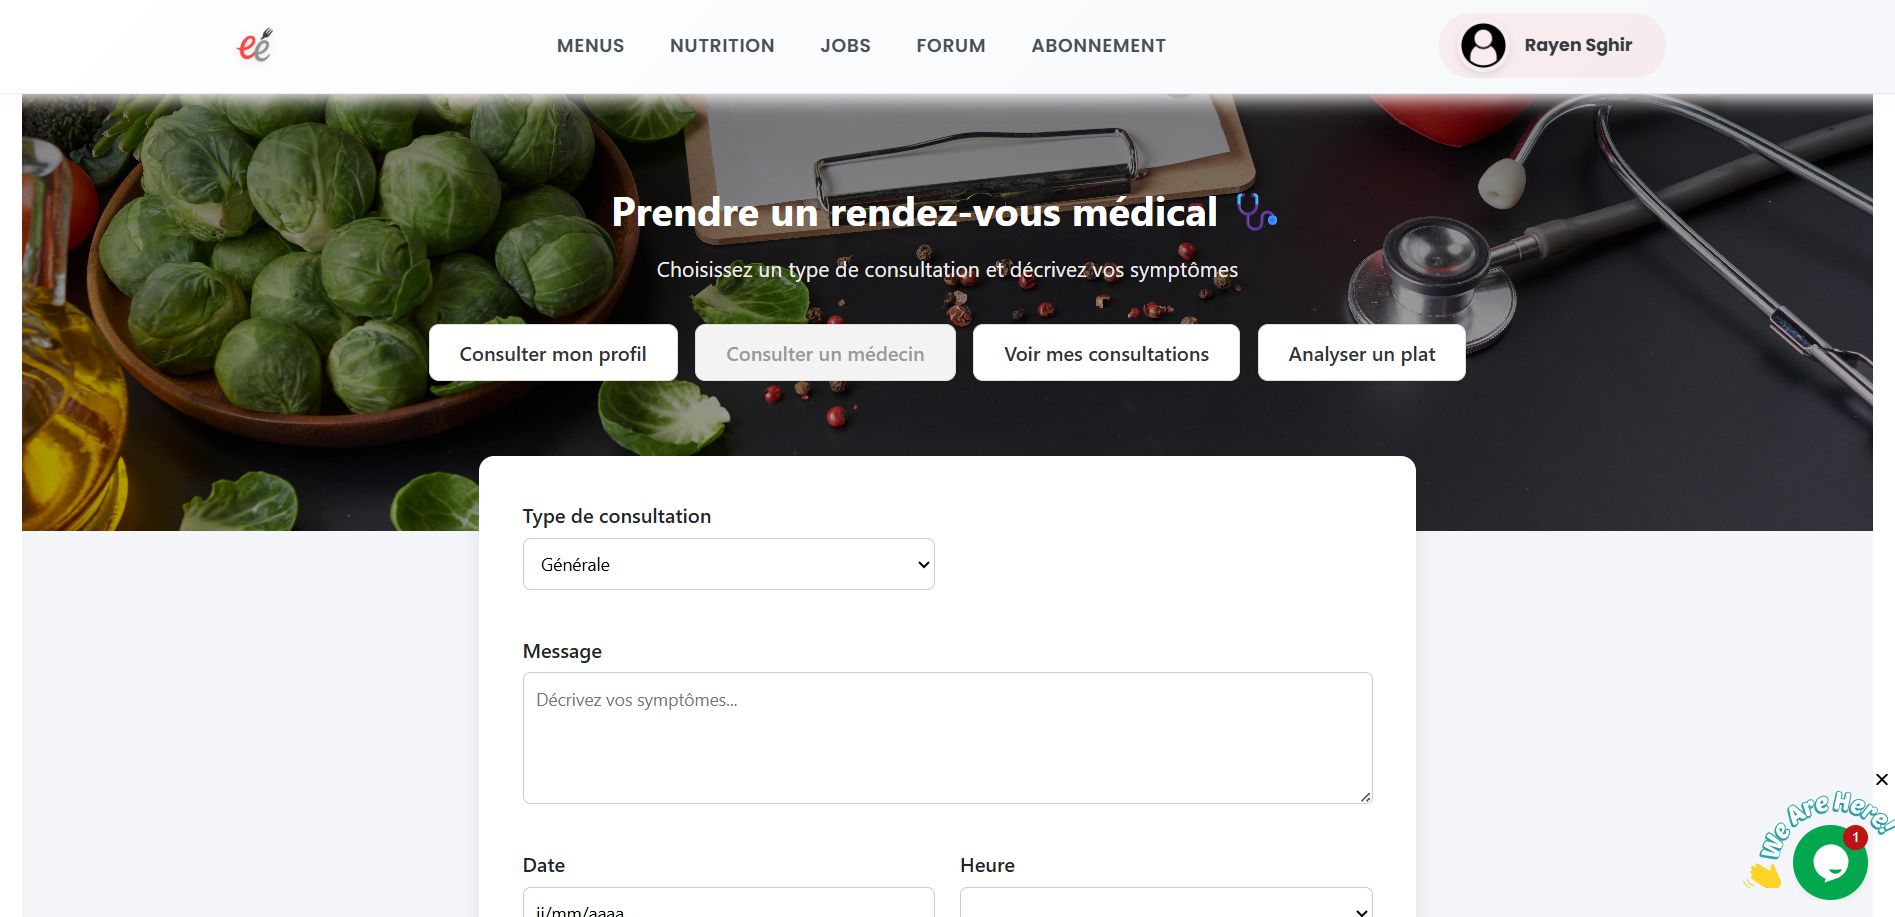 eé
MENUS NUTRITION JOBS FORUM ABONNEMENT
Rayen Sghir
Prendre un rendez-vous médical
Choisissez un type de consultation et décrivez vos symptômes
Consulter mon profil Consulter un médecin Voir mes consultations Analyser un plat
Type de consultation
Générale
Message
Décrivez vos symptômes...
Date Heure
jj/mm/aaaa
We Are Here!
1